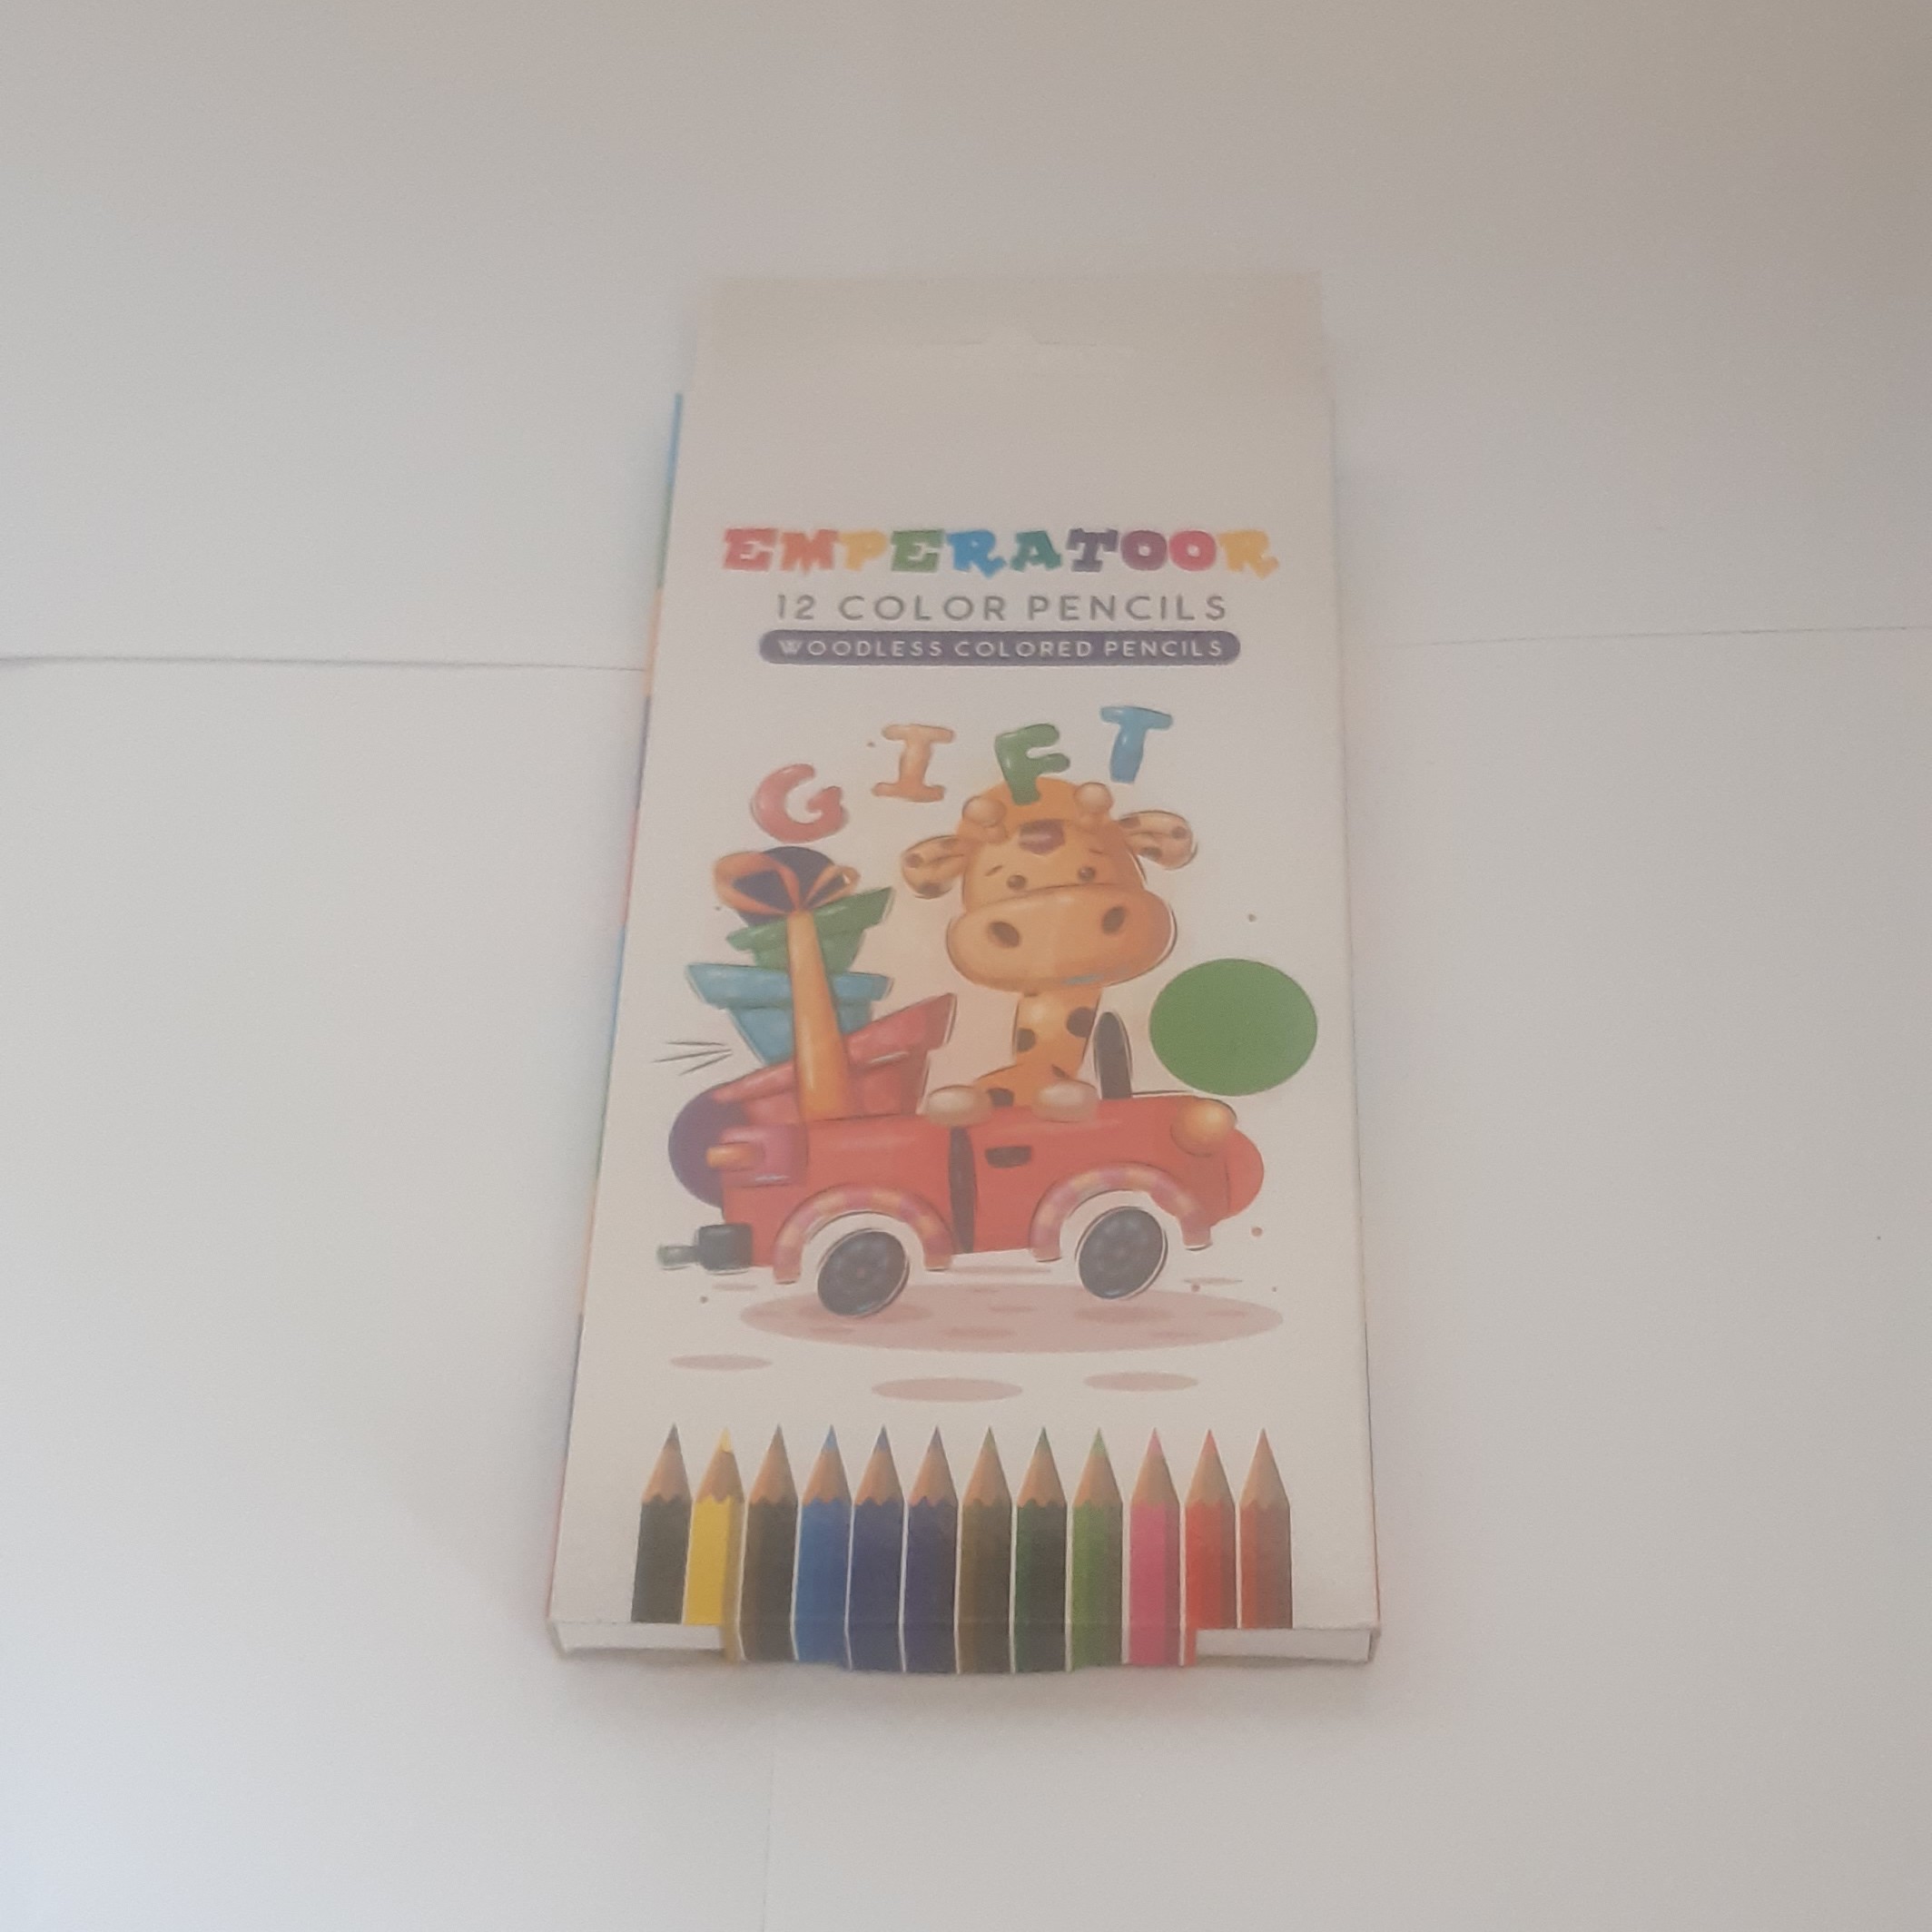 EMPERATOOR
12 COLOR PENCILS
WOODLESS COLORED PENCILS
GIFT